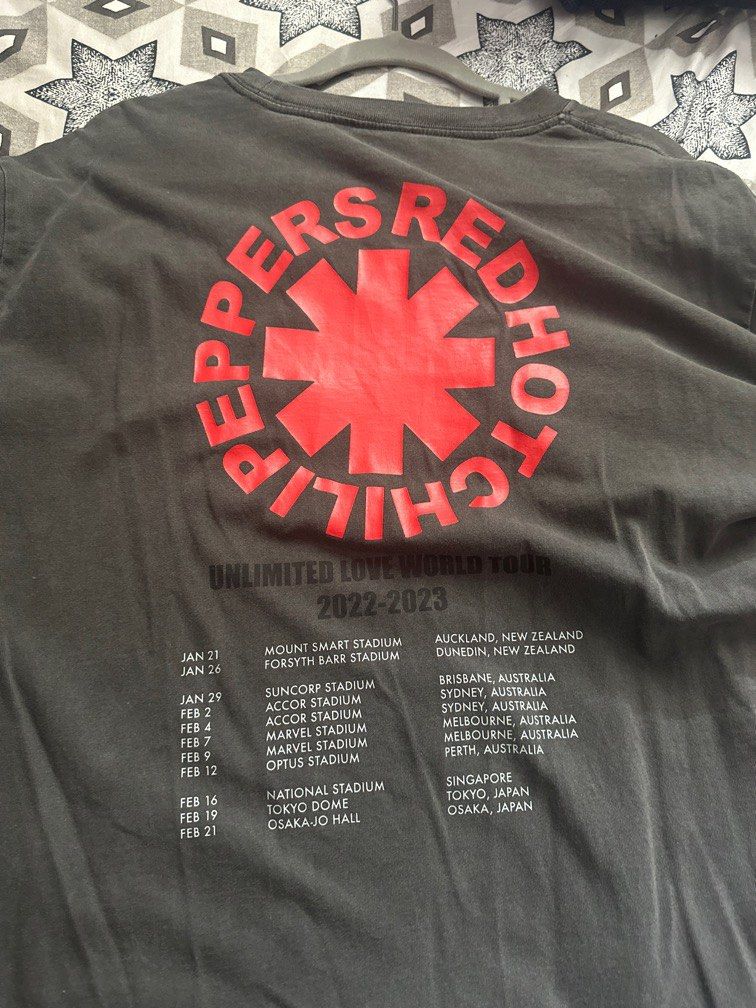 RED HOT CHILI PEPPERS
UNLIMITED LOVE WORLD TOUR
2022-2023
JAN 21 MOUNT SMART STADIUM AUCKLAND, NEW ZEALAND
JAN 26 FORSYTH BARR STADIUM DUNEDIN, NEW ZEALAND
JAN 29 SUNCORP STADIUM BRISBANE, AUSTRALIA
FEB 2 ACCOR STADIUM SYDNEY, AUSTRALIA
FEB 4 ACCOR STADIUM SYDNEY, AUSTRALIA
FEB 7 MARVEL STADIUM MELBOURNE, AUSTRALIA
FEB 9 MARVEL STADIUM MELBOURNE, AUSTRALIA
FEB 12 OPTUS STADIUM PERTH, AUSTRALIA
FEB 16 NATIONAL STADIUM SINGAPORE
FEB 19 TOKYO DOME TOKYO, JAPAN
FEB 21 OSAKA-JO HALL OSAKA, JAPAN